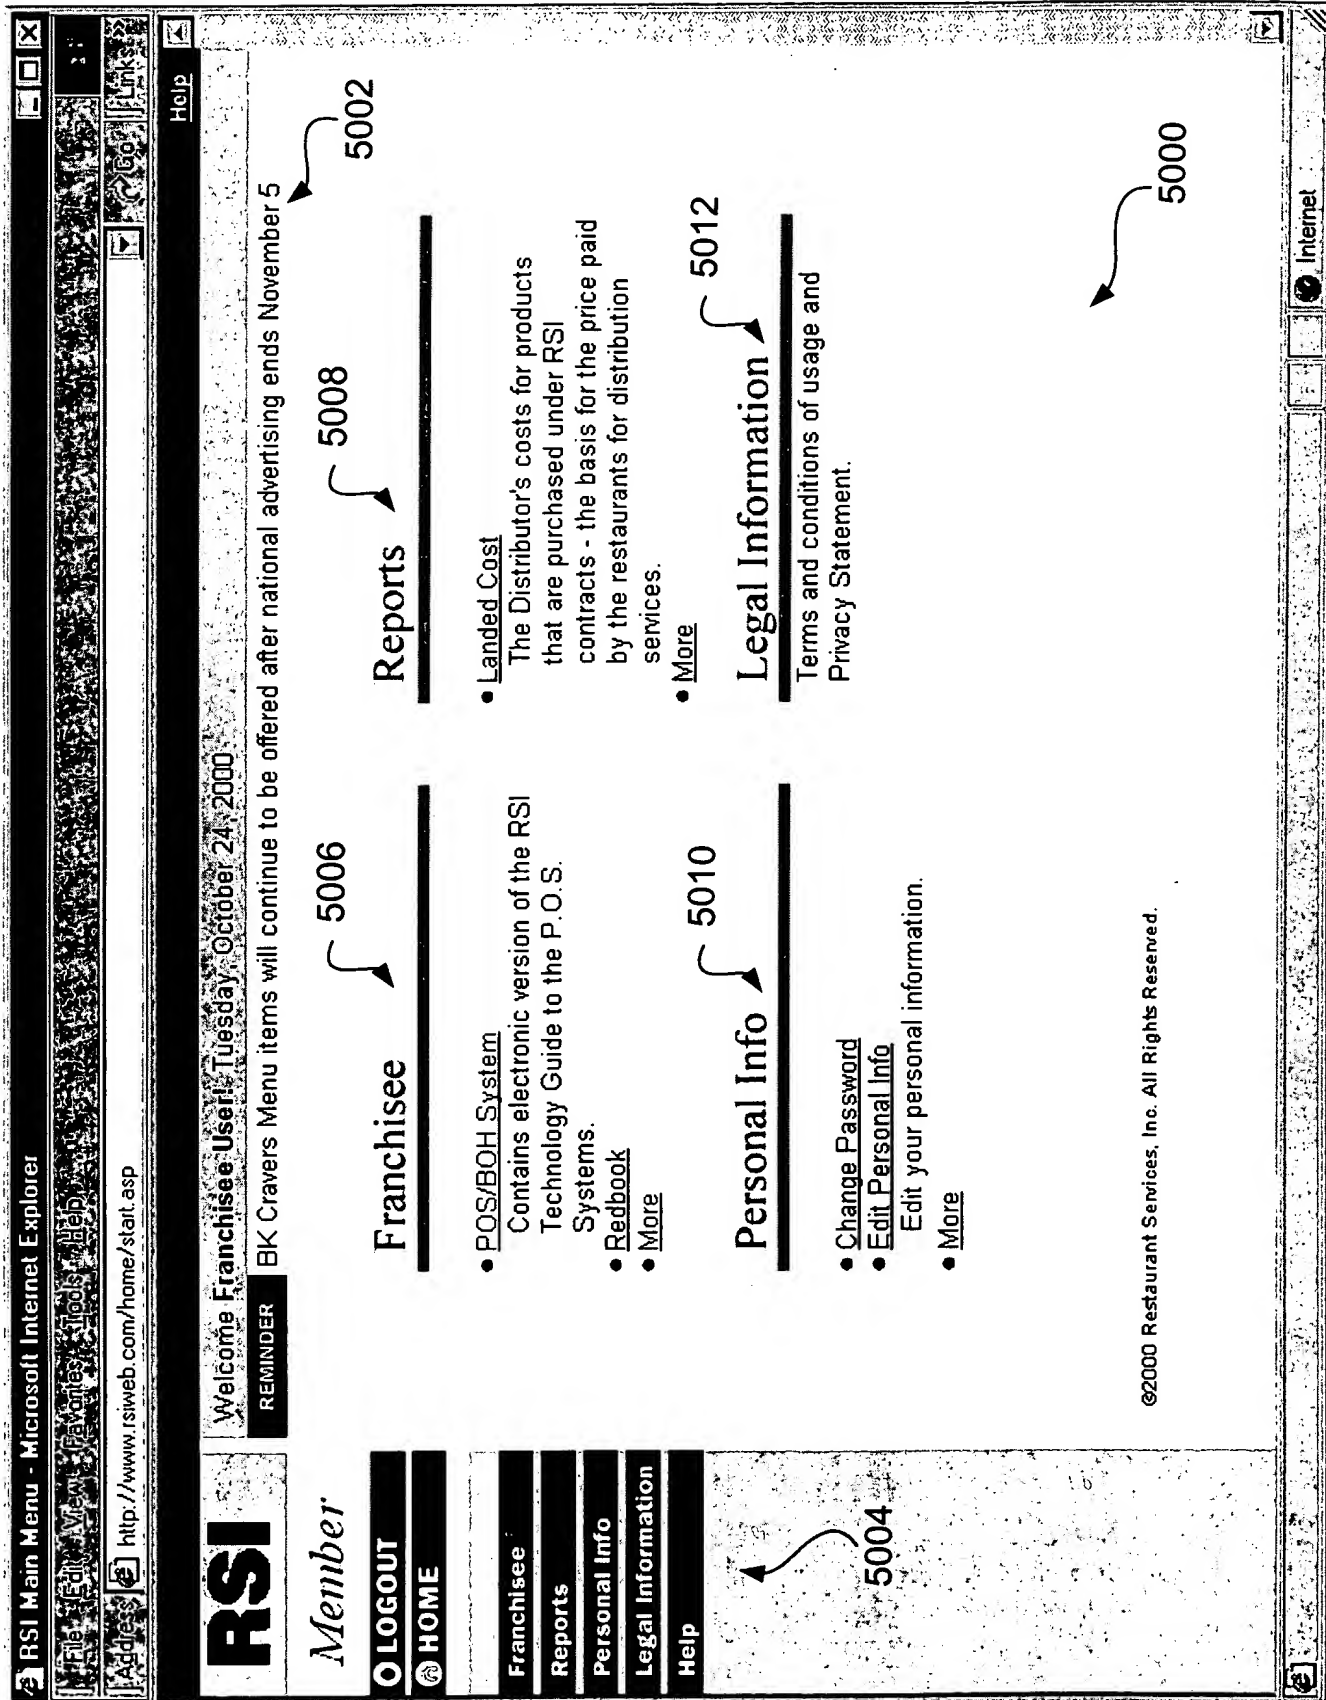 RSI Main Menu - Microsoft Internet Explorer
File Edit View Favorites Tools Help
Address http://www.rsiweb.com/home/start.asp Go Links »
Help
RSI
Welcome Franchisee User! Tuesday, October 24, 2000
REMINDER BK Cravers Menu items will continue to be offered after national advertising ends November 5
5002
Member
LOGOUT
HOME
Franchisee
Reports
Personal Info
Legal Information
Help
5004
5006
Franchisee
• POS/BOH System
Contains electronic version of the RSI
Technology Guide to the P.O.S.
Systems.
• Redbook
• More
5008
Reports
• Landed Cost
The Distributor's costs for products
that are purchased under RSI
contracts - the basis for the price paid
by the restaurants for distribution
services.
• More
5010
Personal Info
• Change Password
• Edit Personal Info
Edit your personal information.
• More
5012
Legal Information
Terms and conditions of usage and
Privacy Statement.
5000
©2000 Restaurant Services, Inc. All Rights Reserved.
Internet